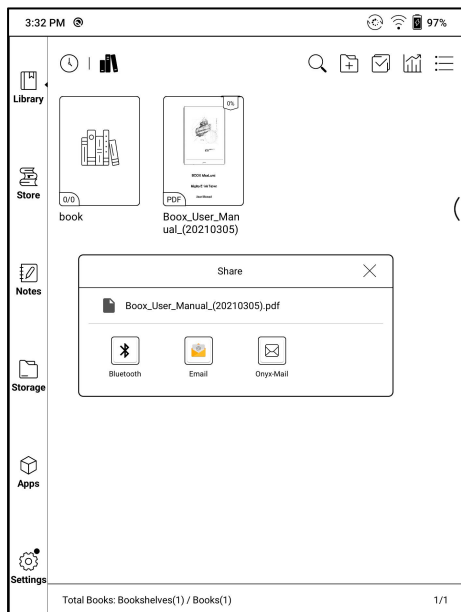 3:32 PM
97%
Library
Store
Notes
Storage
Apps
Settings
0/0
book
0%
PDF
Boox_User_Man
ual_(20210305)
Share
Boox_User_Manual_(20210305).pdf
Bluetooth
Email
Onyx-Mail
Total Books: Bookshelves(1) / Books(1)
1/1